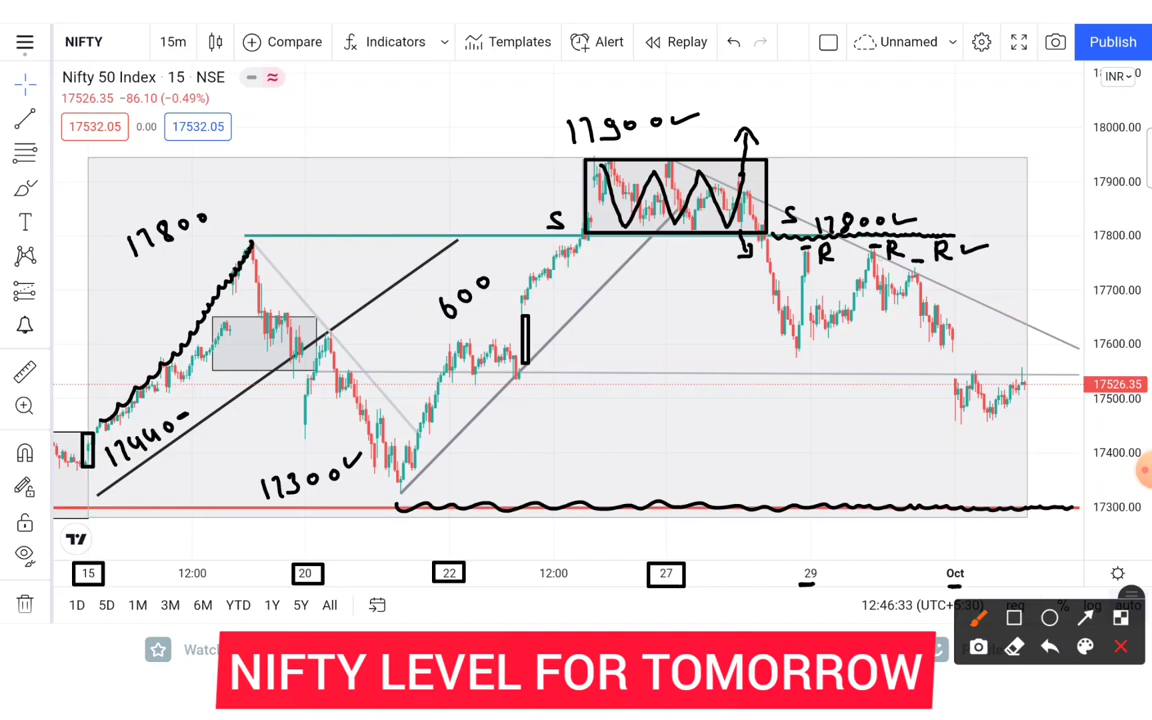 NIFTY 15m Compare Indicators Templates Alert Replay Unnamed Publish
Nifty 50 Index · 15 · NSE
17526.35 −86.10 (−0.49%)
17532.05 0.00 17532.05
INR
18000.00
17900.00
17800.00
17700.00
17600.00
17526.35
17500.00
17400.00
17300.00
17900
17800
S
S 17800
R R R
600
17440
17300
15 12:00 20 22 12:00 27 29 Oct
1D 5D 1M 3M 6M YTD 1Y 5Y All
12:46:33 (UTC+5:30) % log auto
NIFTY LEVEL FOR TOMORROW